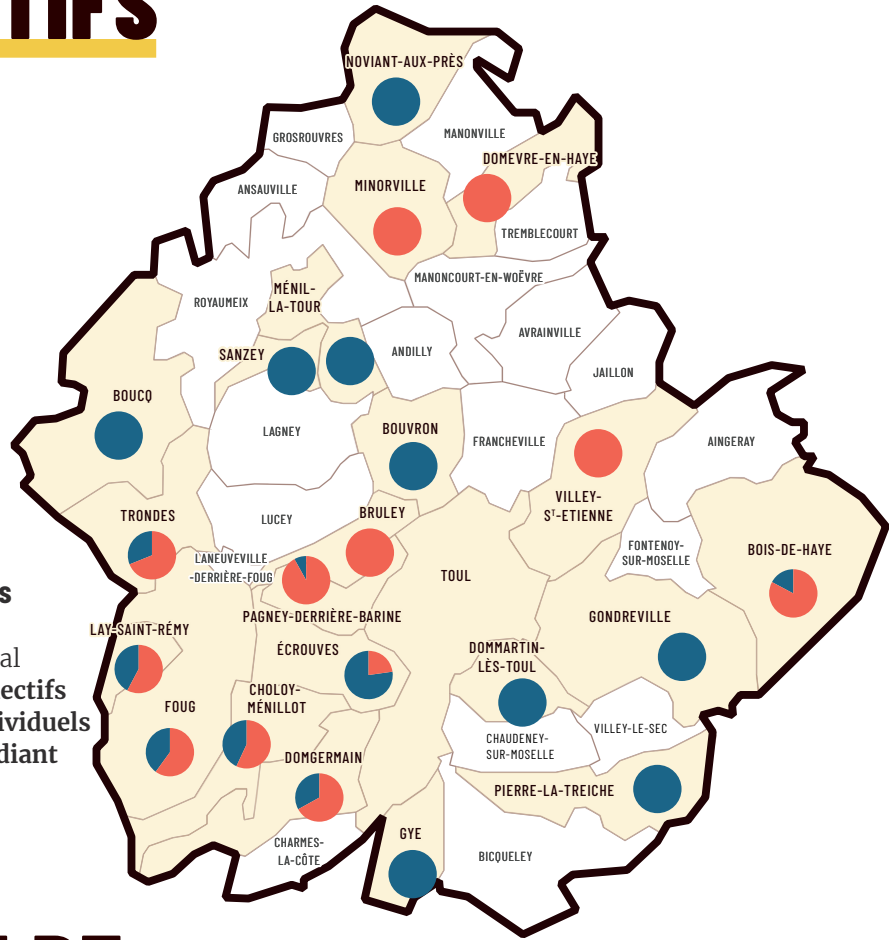 TIFS
NOVIANT-AUX-PRÈS
GROSROUVRES
MANONVILLE
DOMEVRE-EN-HAYE
ANSAUVILLE
MINORVILLE
TREMBLECOURT
MANONCOURT-EN-WOËVRE
ROYAUMEIX
MÉNIL-
LA-TOUR
AVRAINVILLE
SANZEY
ANDILLY
JAILLON
BOUCQ
LAGNEY
BOUVRON
FRANCHEVILLE
AINGERAY
VILLEY-
Sᵀ-ETIENNE
TRONDES
LUCEY
BRULEY
LANEUVEVILLE
-DERRIÈRE-FOUG
FONTENOY-
SUR-MOSELLE
BOIS-DE-HAYE
TOUL
s
PAGNEY-DERRIÈRE-BARINE
GONDREVILLE
LAY-SAINT-RÉMY
ÉCROUVES
DOMMARTIN-
LÈS-TOUL
al
ectifs
ividuels
diant
CHOLOY-
MÉNILLOT
FOUG
VILLEY-LE-SEC
CHAUDENEY-
SUR-MOSELLE
DOMGERMAIN
PIERRE-LA-TREICHE
GYE
CHARMES-
LA-CÔTE
BICQUELEY